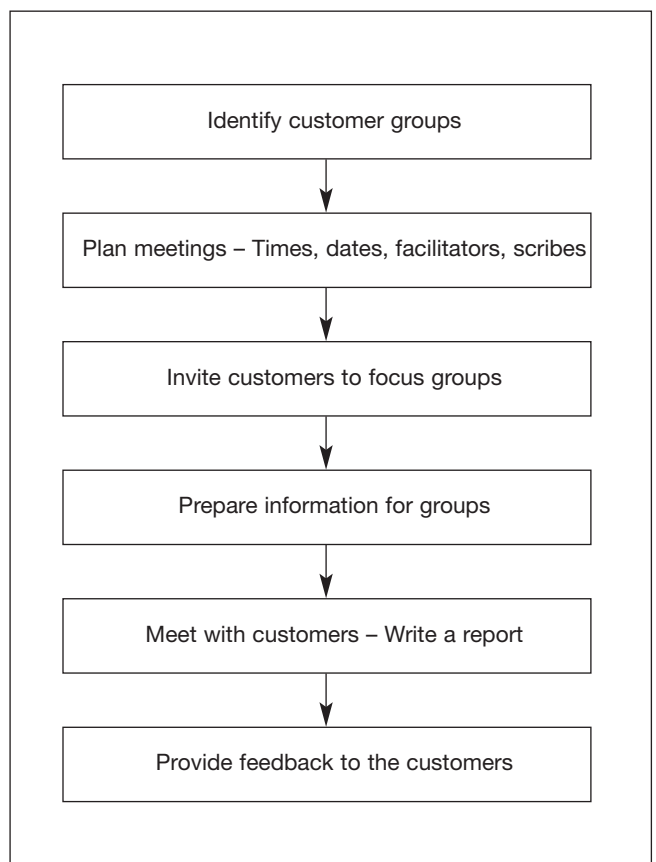 Identify customer groups
Plan meetings – Times, dates, facilitators, scribes
Invite customers to focus groups
Prepare information for groups
Meet with customers – Write a report
Provide feedback to the customers